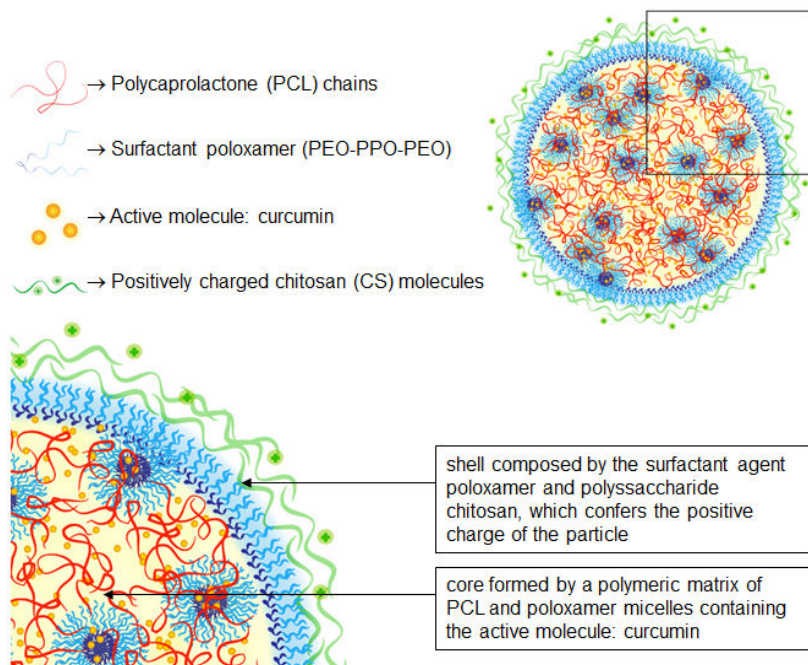 → Polycaprolactone (PCL) chains
→ Surfactant poloxamer (PEO-PPO-PEO)
→ Active molecule: curcumin
→ Positively charged chitosan (CS) molecules
shell composed by the surfactant agent
poloxamer and polyssaccharide
chitosan, which confers the positive
charge of the particle
core formed by a polymeric matrix of
PCL and poloxamer micelles containing
the active molecule: curcumin